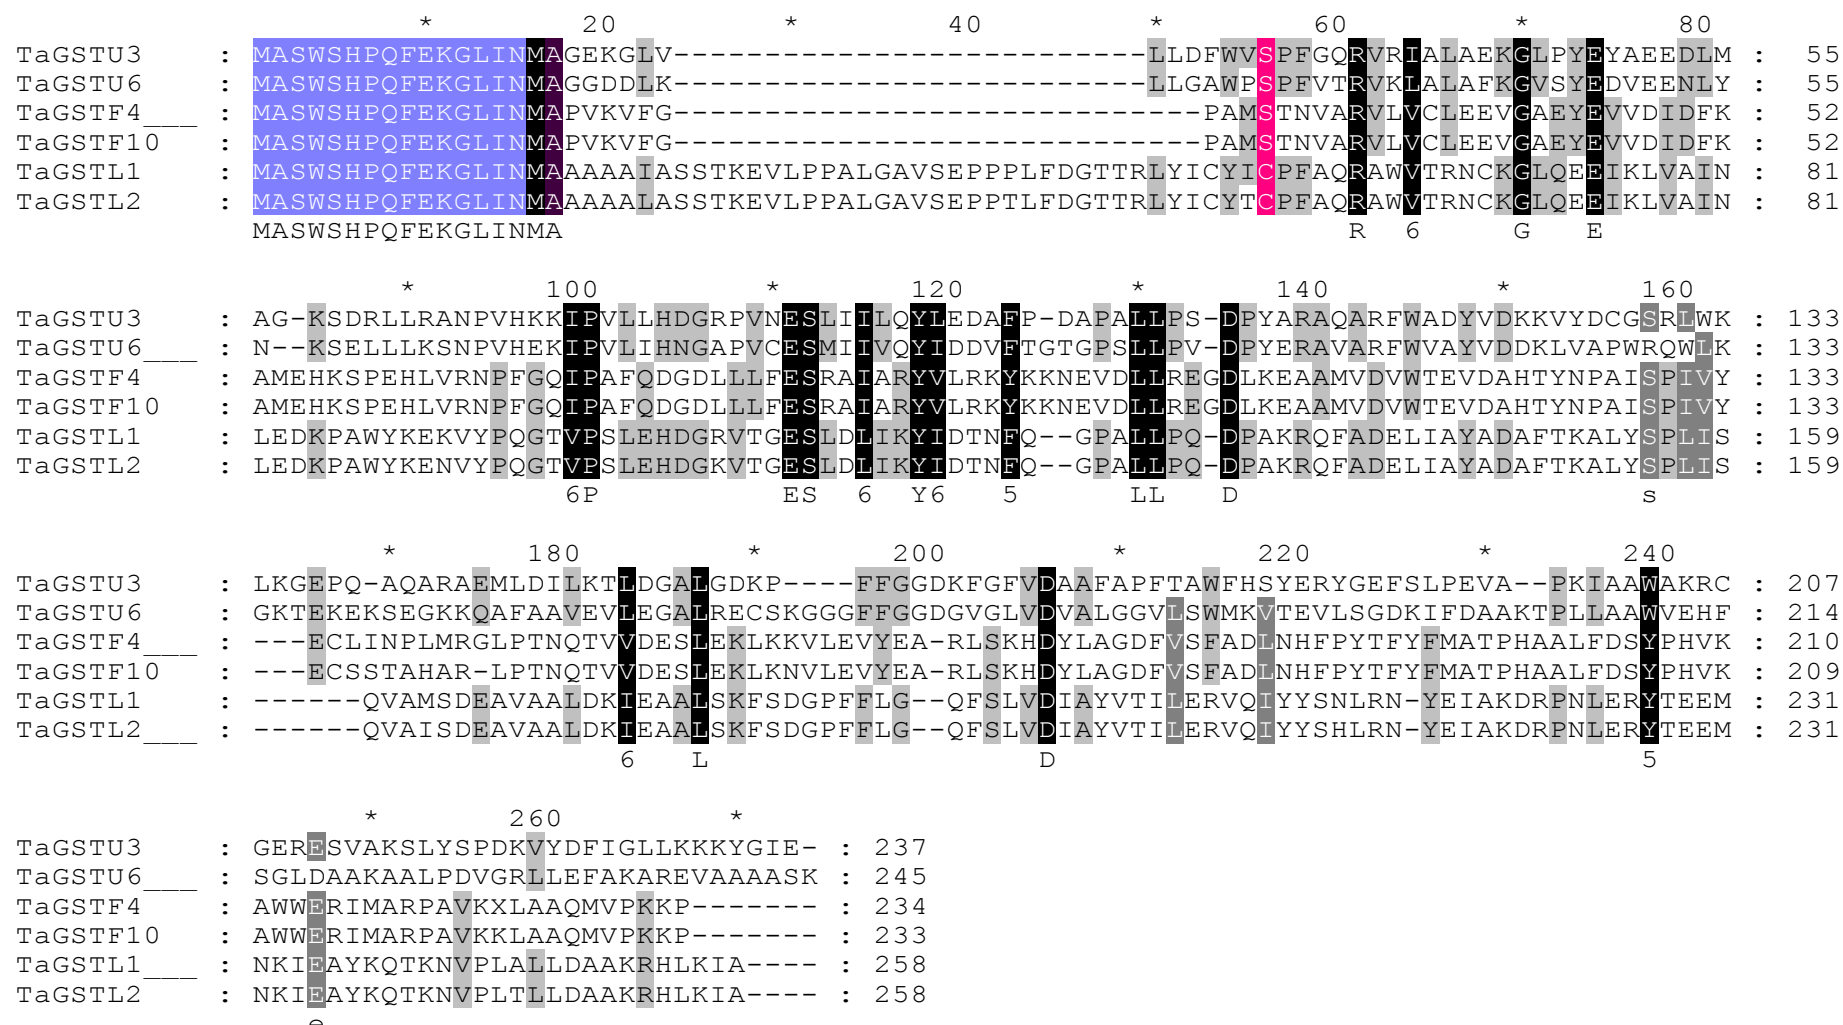 * 20 * 40 * 60 * 80
TaGSTU3 : MASWSHPQFEKGLINMAGEKGLV--------------------------LLDFWVSPFGQRVRIALAEKGLPYEYAEEDLM : 55
TaGSTU6 : MASWSHPQFEKGLINMAGGDDLK--------------------------LLGAWPSPFVTRVKLALAFKGVSYEDVEENLY : 55
TaGSTF4___ : MASWSHPQFEKGLINMAPVKVFG-----------------------------PAMSTNVARVLVCLEEVGAEYEVVDIDFK : 52
TaGSTF10 : MASWSHPQFEKGLINMAPVKVFG-----------------------------PAMSTNVARVLVCLEEVGAEYEVVDIDFK : 52
TaGSTL1 : MASWSHPQFEKGLINMAAAAAIASSTKEVLPPALGAVSEPPPLFDGTTRLYICYICPFAQRAWVTRNCKGLQEEIKLVAIN : 81
TaGSTL2 : MASWSHPQFEKGLINMAAAAALASSTKEVLPPALGAVSEPPTLFDGTTRLYICYTCPFAQRAWVTRNCKGLQEEIKLVAIN : 81
MASWSHPQFEKGLINMA R 6 G E
* 100 * 120 * 140 * 160
TaGSTU3 : AG-KSDRLLRANPVHKKIPVLLHDGRPVNESLIILQYLEDAFP-DAPALLPS-DPYARAQARFWADYVDKKVYDCGSRLWK : 133
TaGSTU6___ : N--KSELLLKSNPVHEKIPVLIHNGAPVCESMIIVQYIDDVFTGTGPSLLPV-DPYERAVARFWVAYVDDKLVAPWRQWLK : 133
TaGSTF4 : AMEHKSPEHLVRNPFGQIPAFQDGDLLLFESRAIARYVLRKYKKNEVDLLREGDLKEAAMVDVWTEVDAHTYNPAISPIVY : 133
TaGSTF10 : AMEHKSPEHLVRNPFGQIPAFQDGDLLLFESRAIARYVLRKYKKNEVDLLREGDLKEAAMVDVWTEVDAHTYNPAISPIVY : 133
TaGSTL1 : LEDKPAWYKEKVYPQGTVPSLEHDGRVTGESLDLIKYIDTNFQ--GPALLPQ-DPAKRQFADELIAYADAFTKALYSPLIS : 159
TaGSTL2 : LEDKPAWYKENVYPQGTVPSLEHDGKVTGESLDLIKYIDTNFQ--GPALLPQ-DPAKRQFADELIAYADAFTKALYSPLIS : 159
6P ES 6 Y6 5 LL D s
* 180 * 200 * 220 * 240
TaGSTU3 : LKGEPQ-AQARAEMLDILKTLDGALGDKP----FFGGDKFGFVDAAFAPFTAWFHSYERYGEFSLPEVA--PKIAAWAKRC : 207
TaGSTU6 : GKTEKEKSEGKKQAFAAVEVLEGALRECSKGGGFFGGDGVGLVDVALGGVLSWMKVTEVLSGDKIFDAAKTPLLAAWVEHF : 214
TaGSTF4___ : ---ECLINPLMRGLPTNQTVVDESLEKLKKVLEVYEA-RLSKHDYLAGDFVSFADLNHFPYTFYFMATPHAALFDSYPHVK : 210
TaGSTF10 : ---ECSSTAHAR-LPTNQTVVDESLEKLKNVLEVYEA-RLSKHDYLAGDFVSFADLNHFPYTFYFMATPHAALFDSYPHVK : 209
TaGSTL1 : ------QVAMSDEAVAALDKIEAALSKFSDGPFFLG--QFSLVDIAYVTILERVQIYYSNLRN-YEIAKDRPNLERYTEEM : 231
TaGSTL2___ : ------QVAISDEAVAALDKIEAALSKFSDGPFFLG--QFSLVDIAYVTILERVQIYYSHLRN-YEIAKDRPNLERYTEEM : 231
6 L D 5
* 260 *
TaGSTU3 : GERESVAKSLYSPDKVYDFIGLLKKKYGIE- : 237
TaGSTU6___ : SGLDAAKAALPDVGRLLEFAKAREVAAAASK : 245
TaGSTF4 : AWWERIMARPAVKXLAAQMVPKKP------- : 234
TaGSTF10 : AWWERIMARPAVKKLAAQMVPKKP------- : 233
TaGSTL1___ : NKIEAYKQTKNVPLALLDAAKRHLKIA---- : 258
TaGSTL2 : NKIEAYKQTKNVPLTLLDAAKRHLKIA---- : 258
e